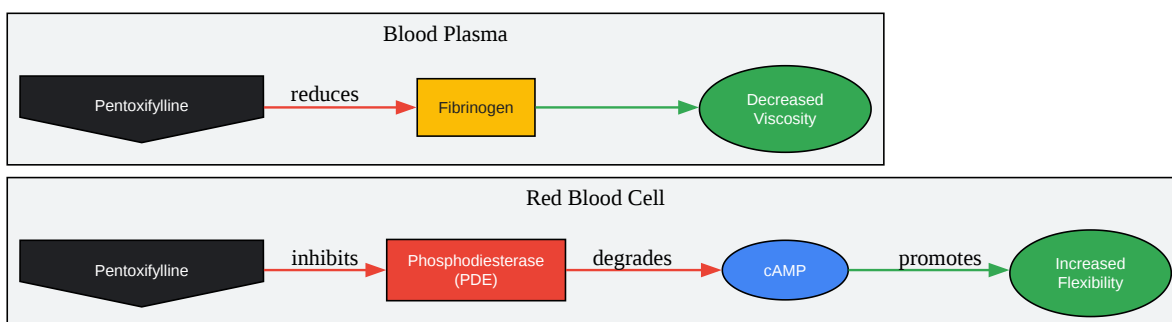 Blood Plasma
Pentoxifylline
reduces
Fibrinogen
Decreased
Viscosity
Red Blood Cell
Pentoxifylline
inhibits
Phosphodiesterase
(PDE)
degrades
cAMP
promotes
Increased
Flexibility